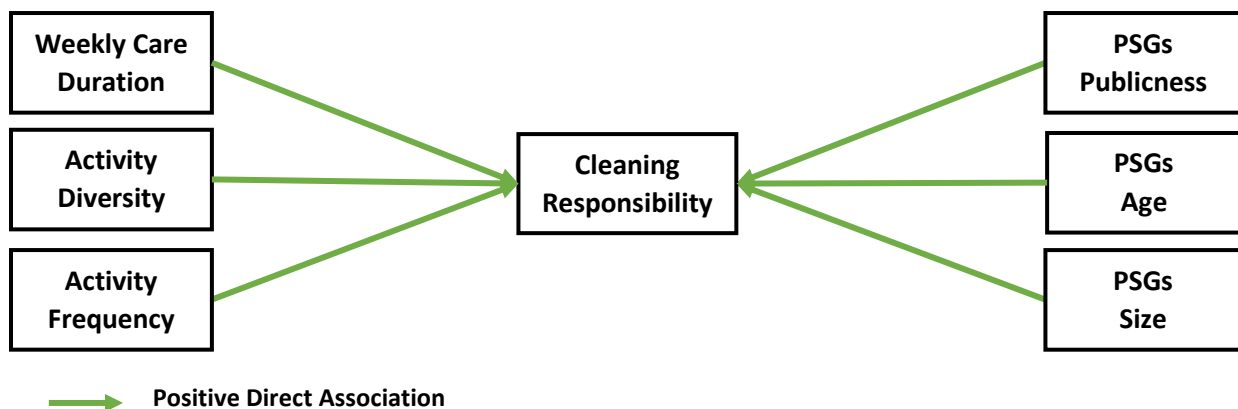 Weekly Care
Duration
Activity
Diversity
Activity
Frequency
Cleaning
Responsibility
PSGs
Publicness
PSGs
Age
PSGs
Size
Positive Direct Association